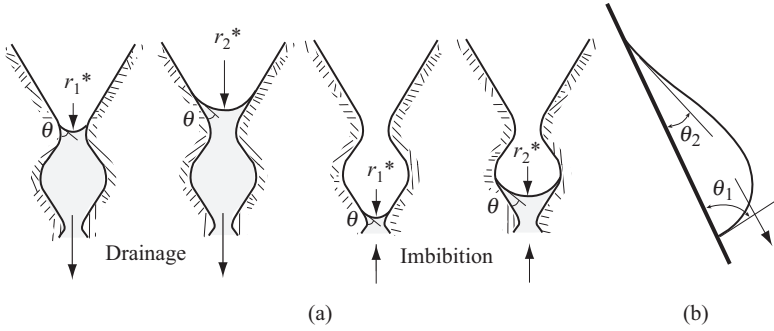 r₁*
r₂*
r₁*
r₂*
θ
θ
θ
θ
θ₂
θ₁
Drainage
Imbibition
(a)
(b)